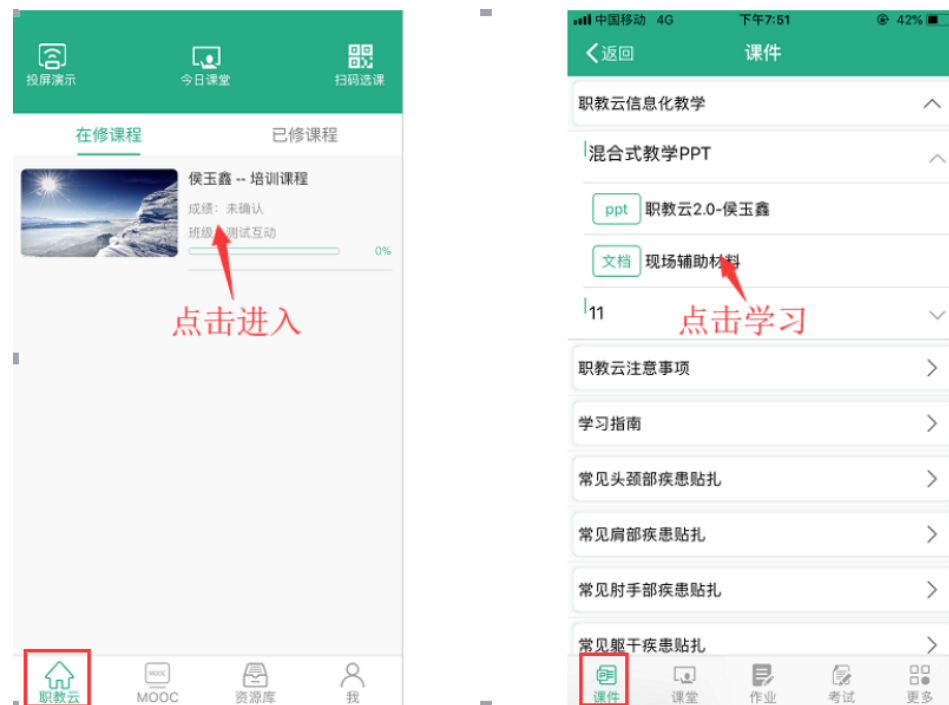 投屏演示
今日课堂
扫码选课
在修课程
已修课程
侯玉鑫 -- 培训课程
成绩：未确认
班级：测试互动
0%
点击进入
职教云
MOOC
MOOC
资源库
我
中国移动 4G 下午7:51 42%
返回 课件
职教云信息化教学
混合式教学PPT
ppt 职教云2.0-侯玉鑫
文档 现场辅助材料
11
点击学习
职教云注意事项
学习指南
常见头颈部疾患贴扎
常见肩部疾患贴扎
常见肘手部疾患贴扎
常见躯干疾患贴扎
课件
课堂
作业
考试
更多